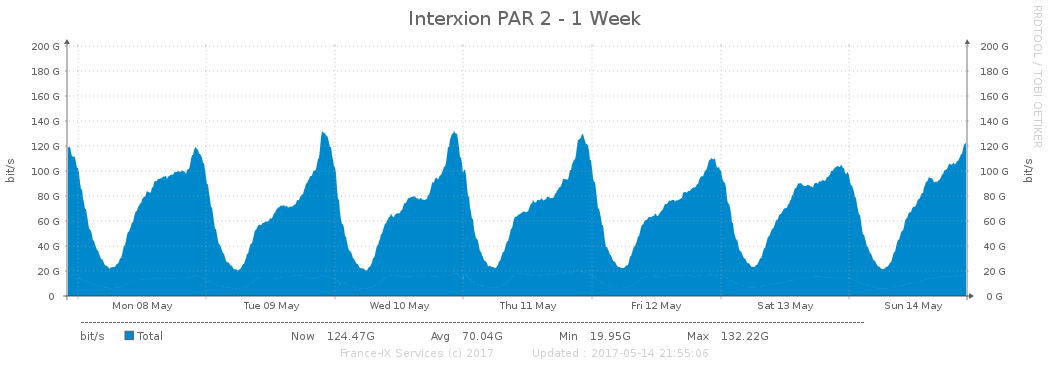 Interxion PAR 2 - 1 Week
RRDTOOL / TOBI OETIKER
bit/s
bit/s
200 G 200 G
180 G 180 G
160 G 160 G
140 G 140 G
120 G 120 G
100 G 100 G
80 G 80 G
60 G 60 G
40 G 40 G
20 G 20 G
0 0 G
Mon 08 May Tue 09 May Wed 10 May Thu 11 May Fri 12 May Sat 13 May Sun 14 May
bit/s Total Now 124.47G Avg 70.04G Min 19.95G Max 132.22G
France-IX Services (c) 2017 Updated : 2017-05-14 21:55:06